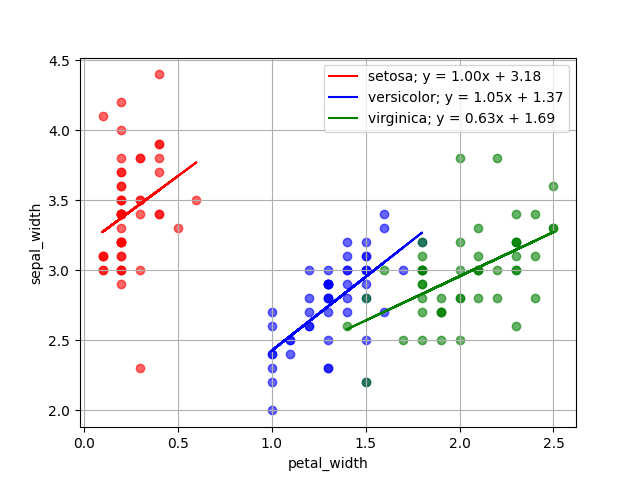 4.5
4.0
3.5
3.0
2.5
2.0
sepal_width
setosa; y = 1.00x + 3.18
versicolor; y = 1.05x + 1.37
virginica; y = 0.63x + 1.69
0.0 0.5 1.0 1.5 2.0 2.5
petal_width